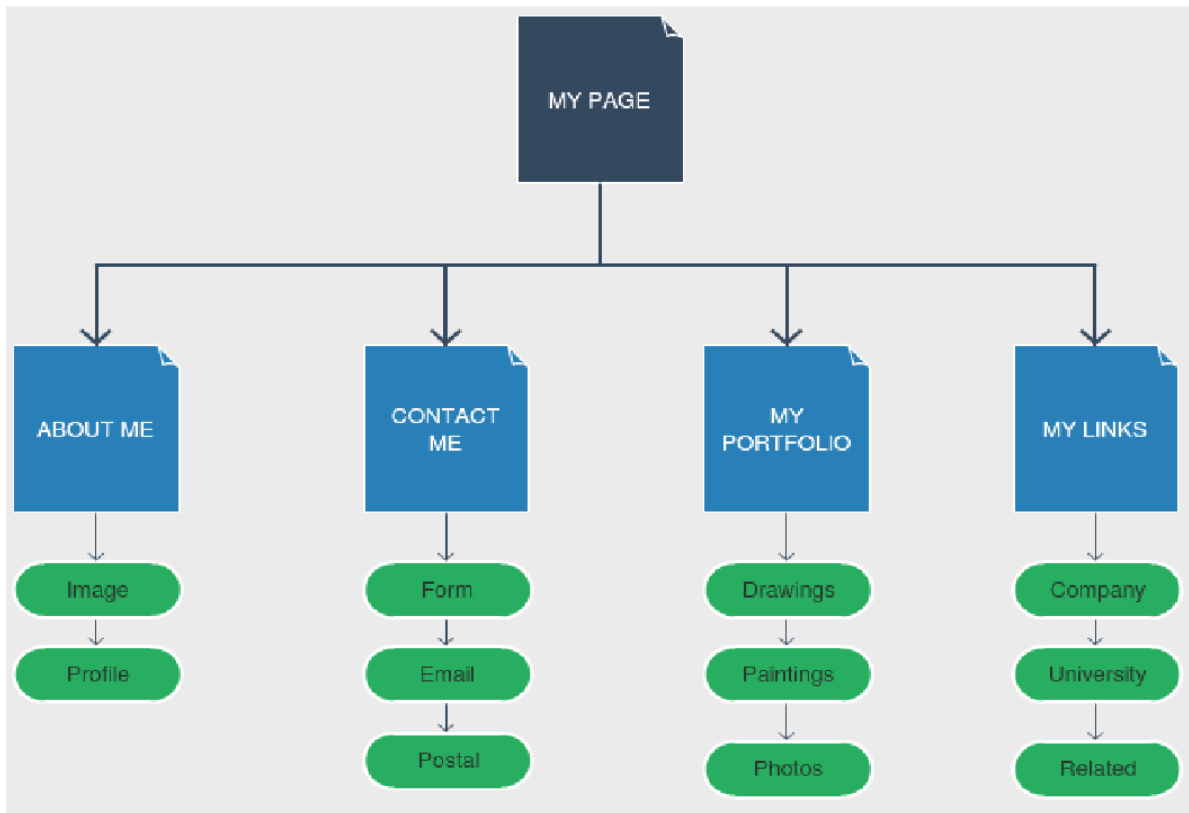 MY PAGE
ABOUT ME
CONTACT
ME
MY
PORTFOLIO
MY LINKS
Image
Form
Drawings
Company
Profile
Email
Paintings
University
Postal
Photos
Related